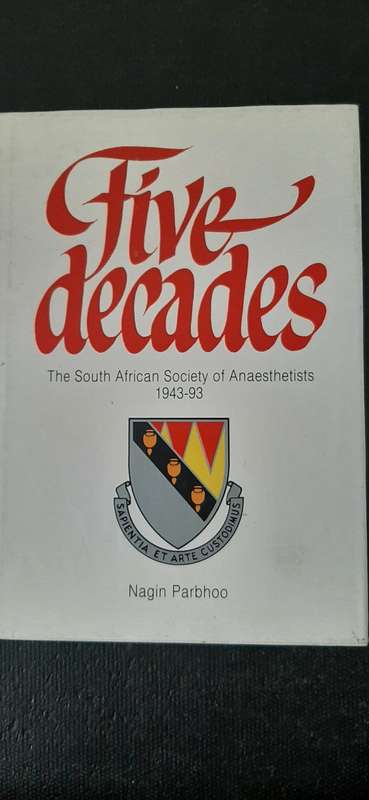 Five
decades
The South African Society of Anaesthetists
1943-93
SAPIENTIA ET ARTE CUSTODIMUS
Nagin Parbhoo